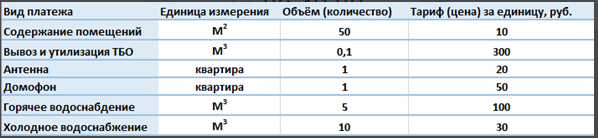 Вид платежа Единица измерения Объём (количество) Тариф (цена) за единицу, руб.
Содержание помещений М² 50 10
Вывоз и утилизация ТБО М³ 0,1 300
Антенна квартира 1 20
Домофон квартира 1 50
Горячее водоснабдение М³ 5 100
Холодное водоснабжение М³ 10 30